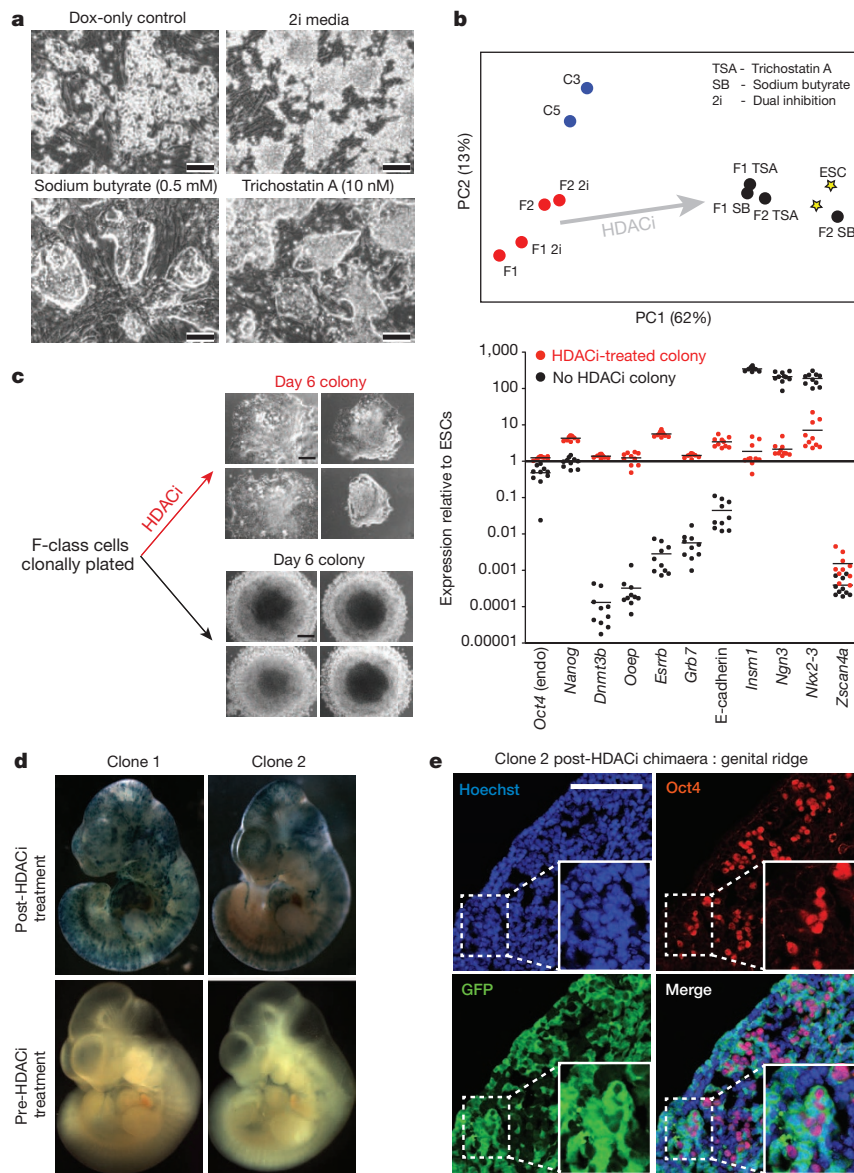 a
Dox-only control
2i media
Sodium butyrate (0.5 mM)
Trichostatin A (10 nM)
b
PC2 (13%)
TSA - Trichostatin A
SB - Sodium butyrate
2i - Dual inhibition
C3
C5
F2 2i
F2
F1 2i
F1
HDACi
F1 TSA
F1 SB
F2 TSA
ESC
F2 SB
PC1 (62%)
c
F-class cells
clonally plated
HDACi
Day 6 colony
Day 6 colony
Expression relative to ESCs
1,000
100
10
1
0.1
0.01
0.001
0.0001
0.00001
HDACi-treated colony
No HDACi colony
Oct4 (endo)
Nanog
Dnmt3b
Ooep
Esrrb
Grb7
E-cadherin
Insm1
Ngn3
Nkx2-3
Zscan4a
d
Clone 1
Clone 2
Post-HDACi
treatment
Pre-HDACi
treatment
e
Clone 2 post-HDACi chimaera : genital ridge
Hoechst
Oct4
GFP
Merge